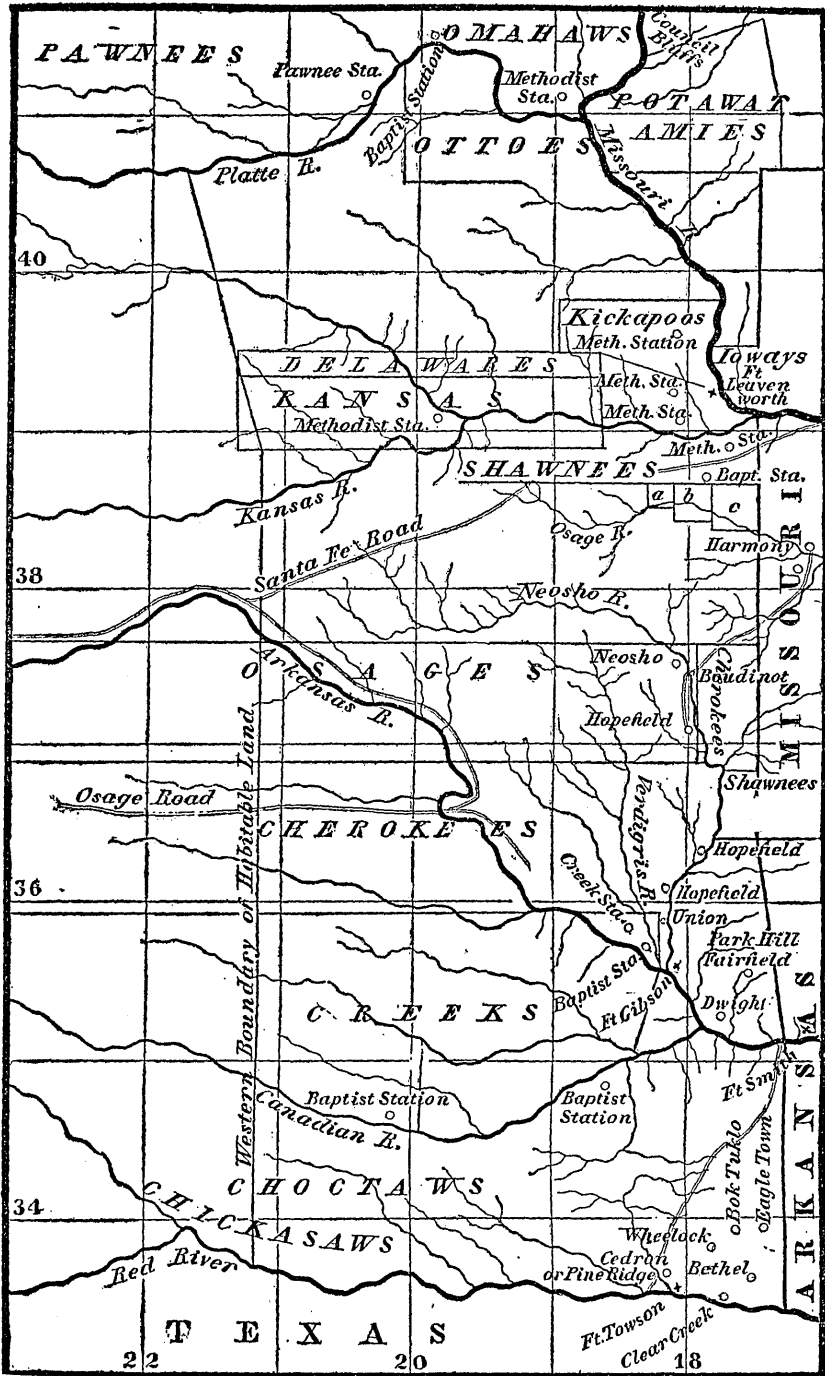 OMAHAWS
Council
Bluffs
PAWNEES
Pawnee Sta.
Baptist Station
Methodist
Sta.
POTAWAT
AMIES
OTTOES
Missouri R.
Platte R.
40
Kickapoos
Meth. Station
Ioways
Ft
Leaven
worth
DELAWARES
Meth. Sta.
KANSAS
Meth. Sta.
Methodist Sta.
Meth. Sta.
SHAWNEES
Bapt. Sta.
a
b
c
Kansas R.
Santa Fe Road
Osage R.
Harmony
38
Neosho R.
MISSOURI
Neosho
Boudinot
Cherokees
OSAGES
Arkansas R.
Hopefield
Western Boundary of Habitable Land.
Shawnees
Osage Road
CHEROKEES
Verdigris R.
Hopefield
36
Creek Sta.
Hopefield
Union
Park Hill
Fairfield
Baptist Sta.
Ft Gibson
Dwight
CREEKS
Ft Smith
ARKANSAS
Baptist Station
Canadian R.
Baptist
Station
Bok Tuklo
Eagle Town
CHOCTAWS
CHICKASAWS
34
Wheelock
Cedron
or Pine Ridge
Bethel
Red River
Ft. Towson
Clear Creek
TEXAS
22
20
18